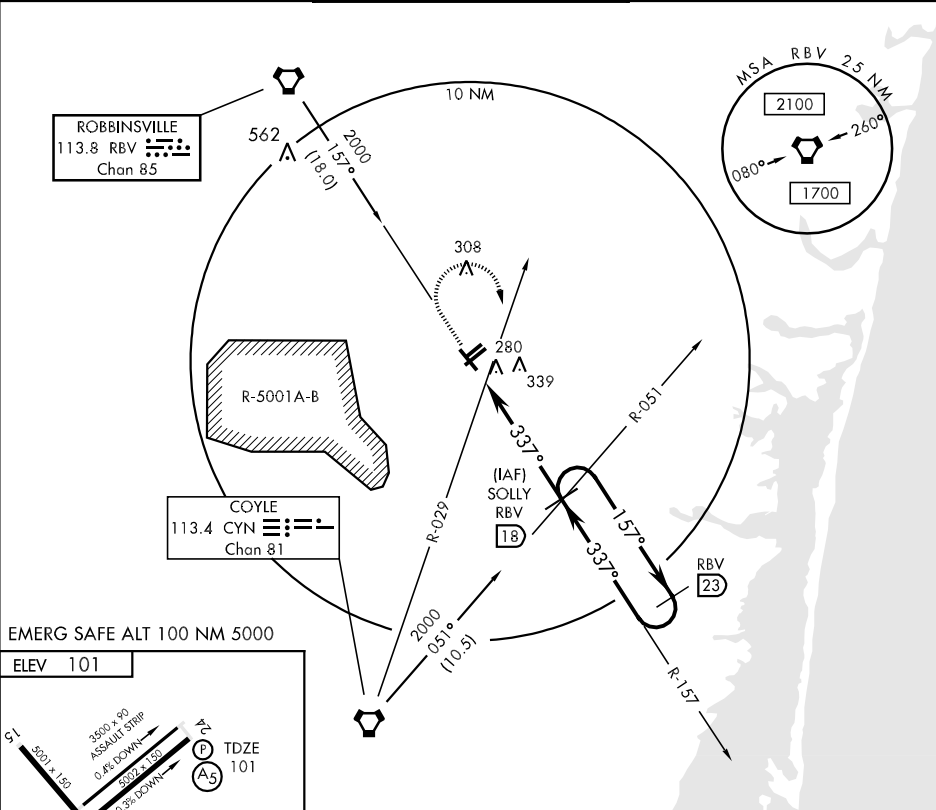 10 NM
MSA RBV 25 NM
2100
260°
080°
1700
ROBBINSVILLE
113.8 RBV
Chan 85
562
2000
157°
(18.0)
308
280
339
R-5001A-B
R-051
337°
(IAF)
SOLLY
RBV
18
157°
337°
RBV
23
COYLE
113.4 CYN
Chan 81
R-029
2000
051°
(10.5)
R-157
EMERG SAFE ALT 100 NM 5000
ELEV 101
15
5001 x 150
3500 x 90
ASSAULT STRIP
0.4% DOWN
5002 x 150
0.3% DOWN
24
P
A5
TDZE
101